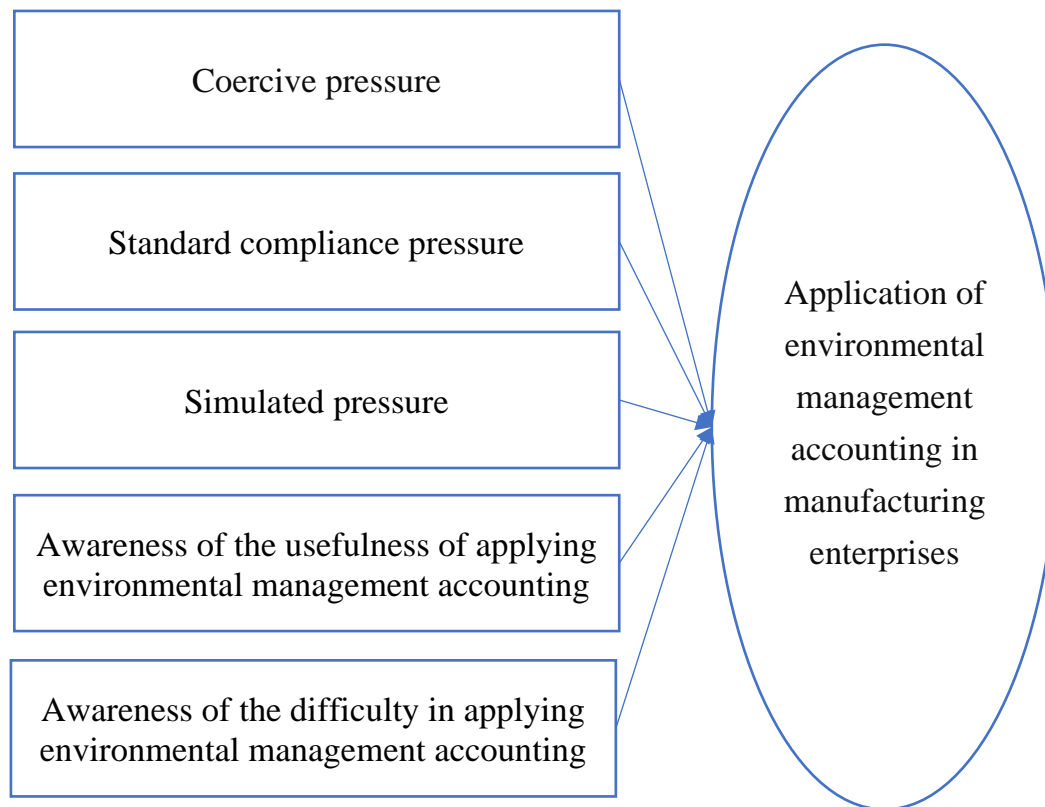 Coercive pressure
Standard compliance pressure
Simulated pressure
Awareness of the usefulness of applying
environmental management accounting
Awareness of the difficulty in applying
environmental management accounting
Application of
environmental
management
accounting in
manufacturing
enterprises